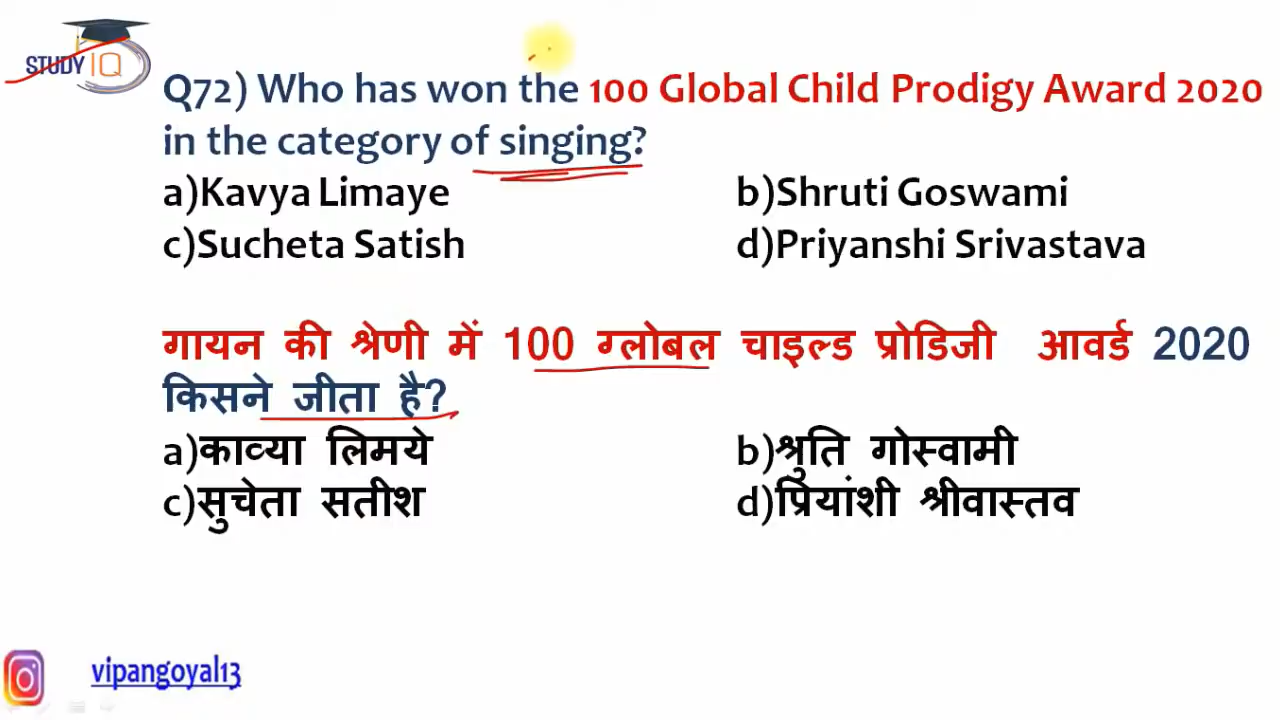 STUDY IQ
Q72) Who has won the 100 Global Child Prodigy Award 2020
in the category of singing?
a)Kavya Limaye b)Shruti Goswami
c)Sucheta Satish d)Priyanshi Srivastava
गायन की श्रेणी में 100 ग्लोबल चाइल्ड प्रोडिजी आवर्ड 2020
किसने जीता है?
a)काव्या लिमये b)श्रुति गोस्वामी
c)सुचेता सतीश d)प्रियांशी श्रीवास्तव
vipangoyal13